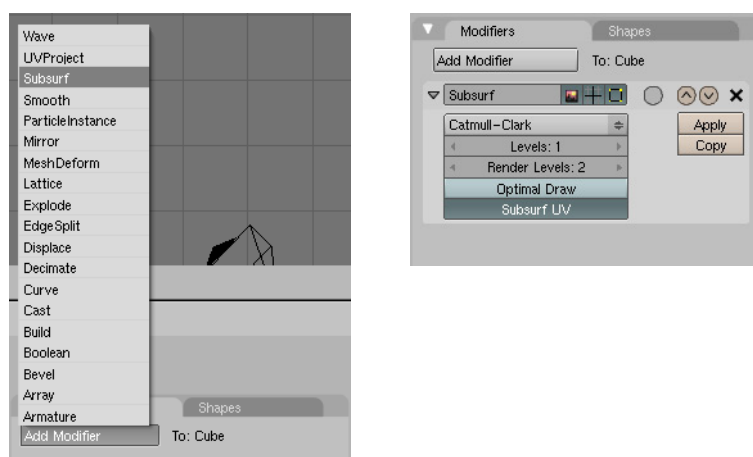 Wave
UVProject
Subsurf
Smooth
ParticleInstance
Mirror
MeshDeform
Lattice
Explode
EdgeSplit
Displace
Decimate
Curve
Cast
Build
Boolean
Bevel
Array
Armature
Shapes
Add Modifier To: Cube
Modifiers Shapes
Add Modifier To: Cube
Subsurf
Catmull-Clark Apply
Levels: 1 Copy
Render Levels: 2
Optimal Draw
Subsurf UV